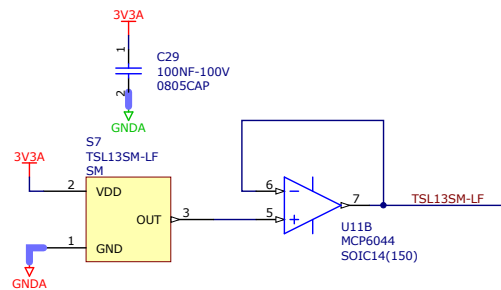 3V3A
1
C29
100NF-100V
0805CAP
2
GNDA
S7
TSL13SM-LF
SM
3V3A
2
VDD
OUT
3
1
GND
GNDA
6
5
7
TSL13SM-LF
U11B
MCP6044
SOIC14(150)